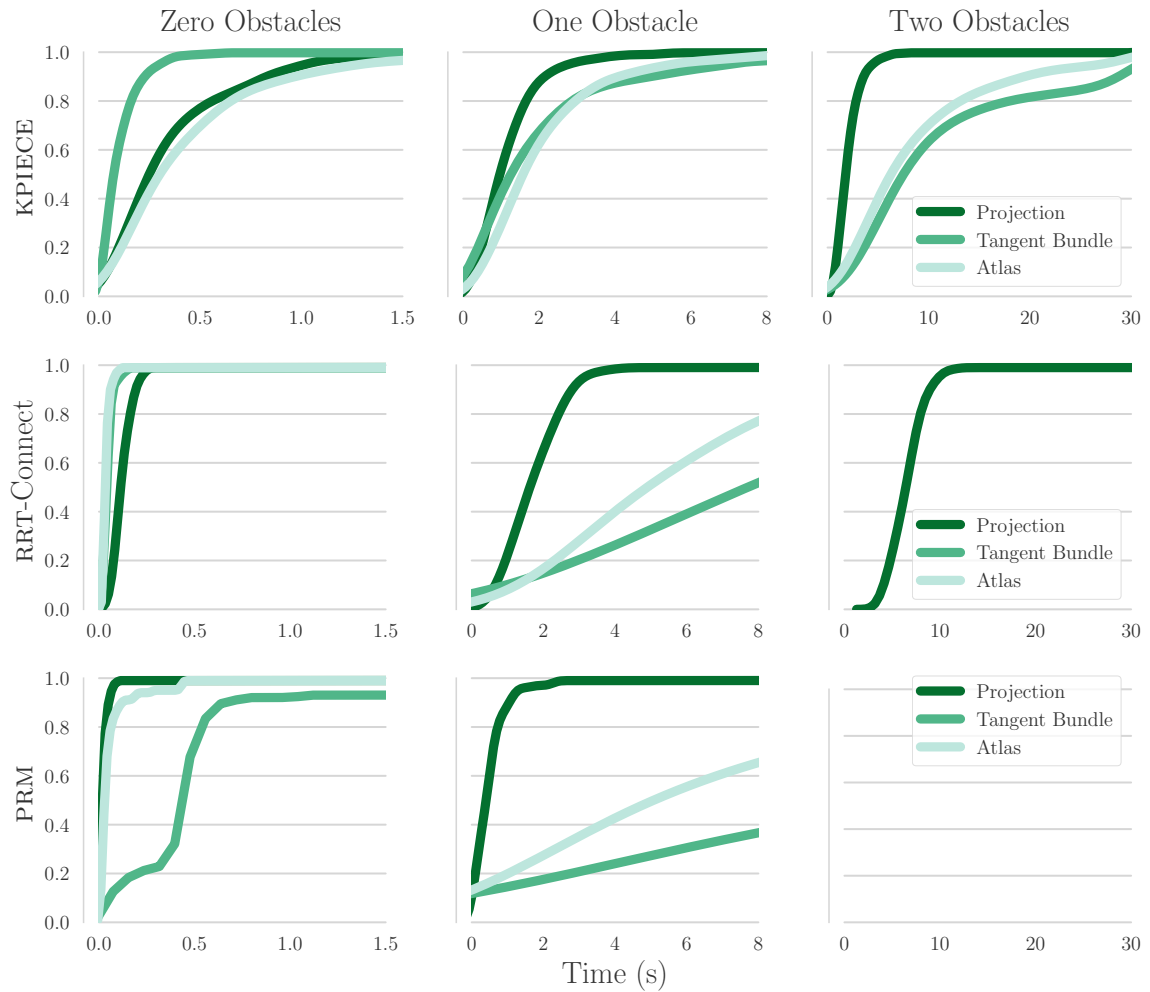 Zero Obstacles
One Obstacle
Two Obstacles
KPIECE
1.0
0.8
0.6
0.4
0.2
0.0
0.0 0.5 1.0 1.5
0 2 4 6 8
Projection
Tangent Bundle
Atlas
0 10 20 30
RRT-Connect
1.0
0.8
0.6
0.4
0.2
0.0
0.0 0.5 1.0 1.5
0 2 4 6 8
Projection
Tangent Bundle
Atlas
0 10 20 30
PRM
1.0
0.8
0.6
0.4
0.2
0.0
0.0 0.5 1.0 1.5
0 2 4 6 8
Projection
Tangent Bundle
Atlas
0 10 20 30
Time (s)